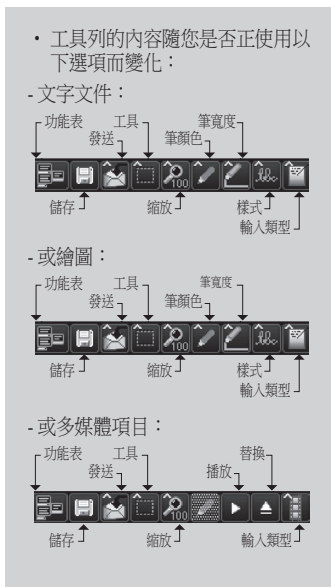 • 工具列的內容隨您是否正使用以
下選項而變化：
- 文字文件：
功能表 工具 筆寬度
發送 筆顏色
100
儲存 縮放 樣式
輸入類型
- 或繪圖：
功能表 工具 筆寬度
發送 筆顏色
100
儲存 縮放 樣式
輸入類型
- 或多媒體項目：
功能表 工具 替換
發送 播放
100
儲存 縮放 輸入類型